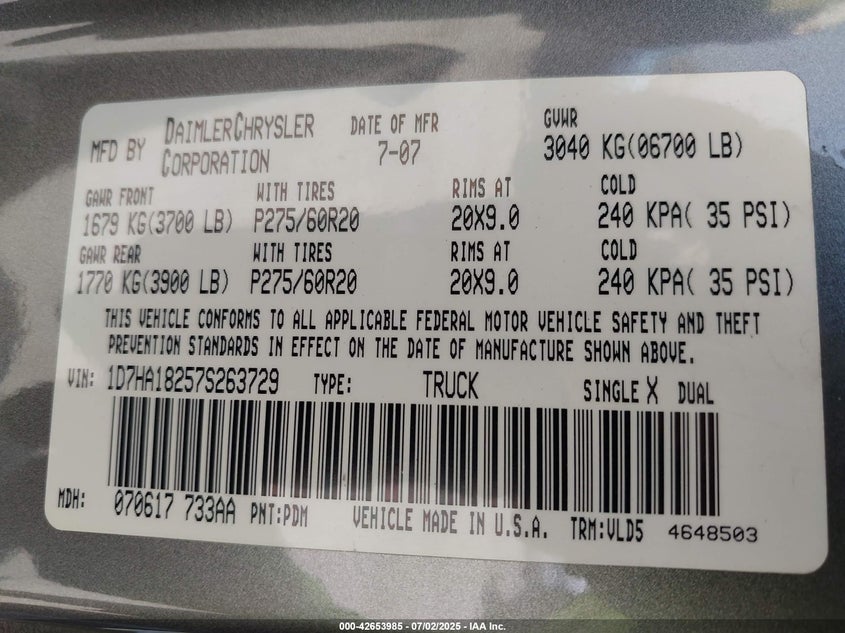 MFD BY DAIMLERCHRYSLER CORPORATION DATE OF MFR 7-07 GVWR 3040 KG(06700 LB)
GAWR FRONT WITH TIRES RIMS AT COLD
1679 KG(3700 LB) P275/60R20 20X9.0 240 KPA( 35 PSI)
GAWR REAR WITH TIRES RIMS AT COLD
1770 KG(3900 LB) P275/60R20 20X9.0 240 KPA( 35 PSI)
THIS VEHICLE CONFORMS TO ALL APPLICABLE FEDERAL MOTOR VEHICLE SAFETY AND THEFT
PREVENTION STANDARDS IN EFFECT ON THE DATE OF MANUFACTURE SHOWN ABOVE.
VIN: 1D7HA18257S263729 TYPE: TRUCK SINGLE X DUAL
MDH: 070617 733AA PNT:PDM VEHICLE MADE IN U.S.A. TRM:VLD5 4648503
000-42653985 - 07/02/2025 - IAA Inc.